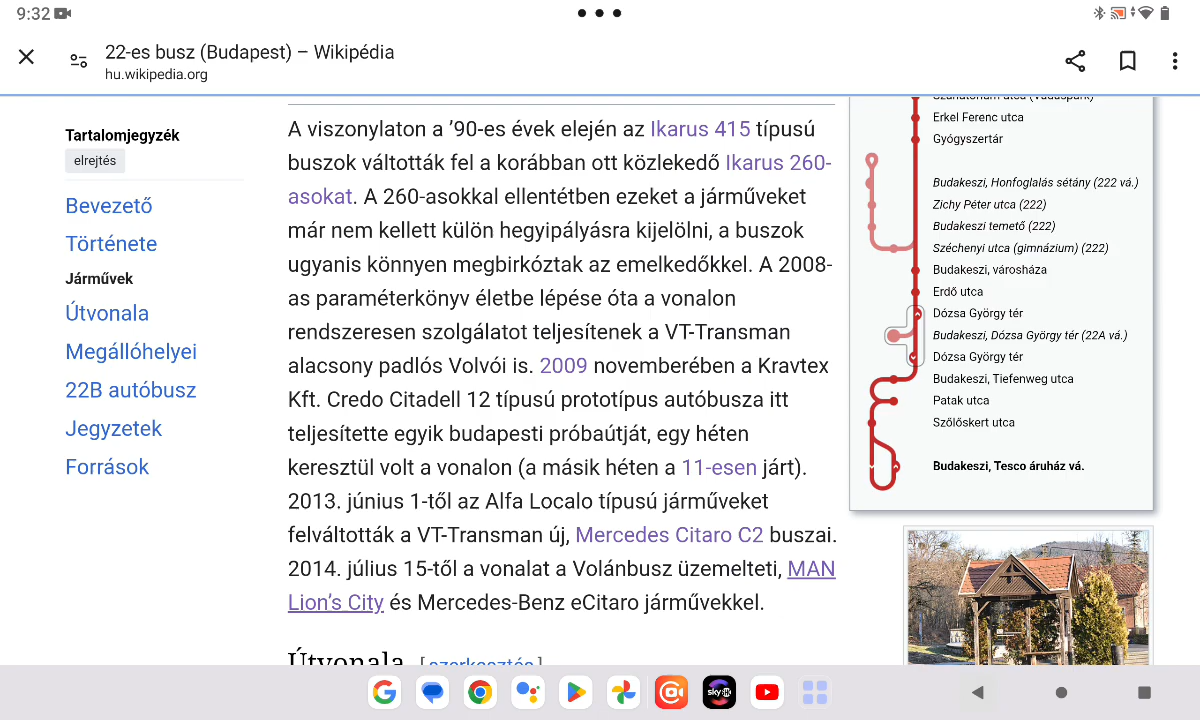 9:32
22-es busz (Budapest) – Wikipédia
hu.wikipedia.org
Tartalomjegyzék
elrejtés
Bevezető
Története
Járművek
Útvonala
Megállóhelyei
22B autóbusz
Jegyzetek
Források
A viszonylaton a ’90-es évek elején az Ikarus 415 típusú
buszok váltották fel a korábban ott közlekedő Ikarus 260-
asokat. A 260-asokkal ellentétben ezeket a járműveket
már nem kellett külön hegyipályásra kijelölni, a buszok
ugyanis könnyen megbirkóztak az emelkedőkkel. A 2008-
as paraméterkönyv életbe lépése óta a vonalon
rendszeresen szolgálatot teljesítenek a VT-Transman
alacsony padlós Volvói is. 2009 novemberében a Kravtex
Kft. Credo Citadell 12 típusú prototípus autóbusza itt
teljesítette egyik budapesti próbaútját, egy héten
keresztül volt a vonalon (a másik héten a 11-esen járt).
2013. június 1-től az Alfa Localo típusú járműveket
felváltották a VT-Transman új, Mercedes Citaro C2 buszai.
2014. július 15-től a vonalat a Volánbusz üzemelteti, MAN
Lion’s City és Mercedes-Benz eCitaro járművekkel.
Útvonala [szerkesztés]
Szanatórium utca (Vadaspark)
Erkel Ferenc utca
Gyógyszertár
Budakeszi, Honfoglalás sétány (222 vá.)
Zichy Péter utca (222)
Budakeszi temető (222)
Széchenyi utca (gimnázium) (222)
Budakeszi, városháza
Erdő utca
Dózsa György tér
Budakeszi, Dózsa György tér (22A vá.)
Dózsa György tér
Budakeszi, Tiefenweg utca
Patak utca
Szőlőskert utca
Budakeszi, Tesco áruház vá.
sky